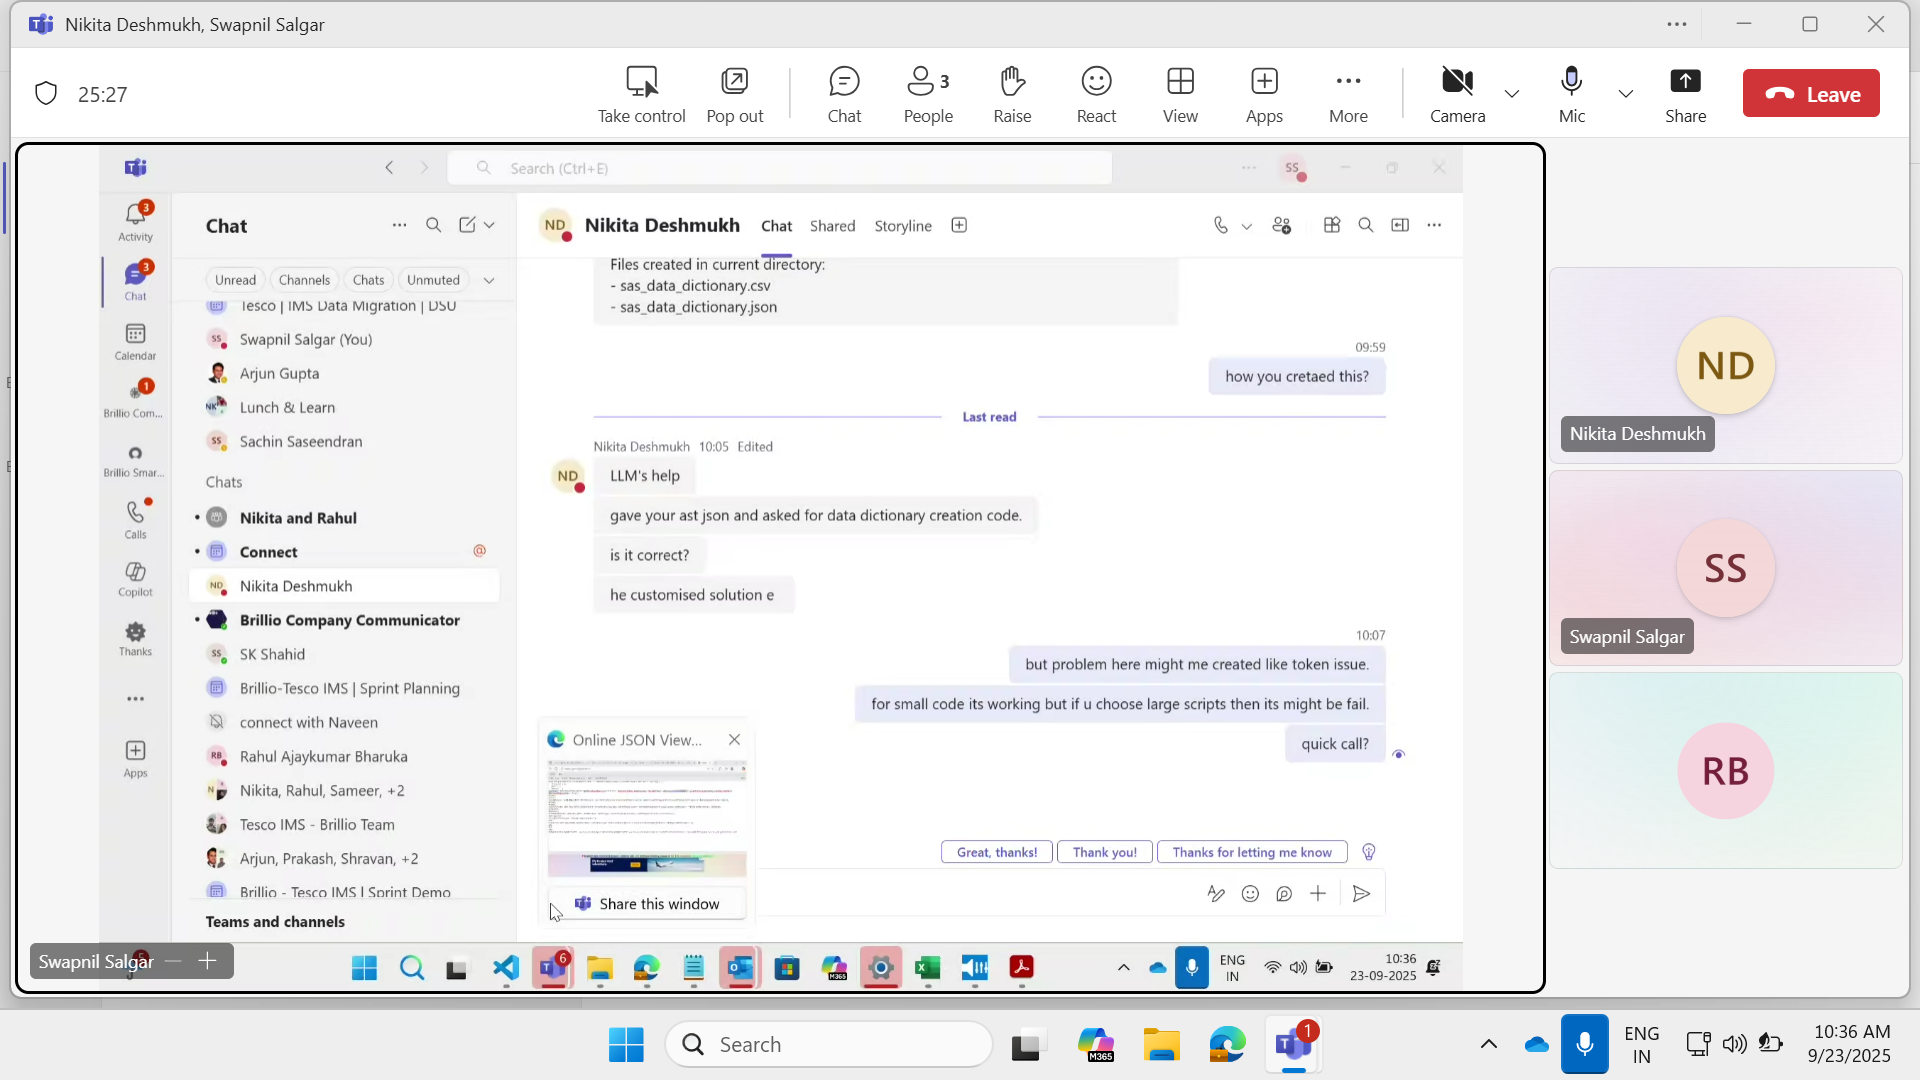 Nikita Deshmukh, Swapnil Salgar
25:27
Take control
Pop out
Chat
3
People
Raise
React
View
Apps
More
Camera
Mic
Share
Leave
Search (Ctrl+E)
SS
3
Activity
3
Chat
Calendar
1
Brillio Com...
Brillio Smar...
Calls
Copilot
Thanks
Apps
Chat
Unread
Channels
Chats
Unmuted
Tesco | IMS Data Migration | DSU
SS
Swapnil Salgar (You)
Arjun Gupta
Lunch & Learn
SS
Sachin Saseendran
Chats
Nikita and Rahul
Connect
@
ND
Nikita Deshmukh
Brillio Company Communicator
SS
SK Shahid
Brillio-Tesco IMS | Sprint Planning
connect with Naveen
RB
Rahul Ajaykumar Bharuka
Nikita, Rahul, Sameer, +2
Tesco IMS - Brillio Team
Arjun, Prakash, Shravan, +2
Brillio - Tesco IMS | Sprint Demo
Teams and channels
ND
Nikita Deshmukh
Chat
Shared
Storyline
Files created in current directory:
- sas_data_dictionary.csv
- sas_data_dictionary.json
09:59
how you cretaed this?
Last read
Nikita Deshmukh 10:05 Edited
ND
LLM's help
gave your ast json and asked for data dictionary creation code.
is it correct?
he customised solution e
10:07
but problem here might me created like token issue.
for small code its working but if u choose large scripts then its might be fail.
quick call?
Online JSON View...
Share this window
Great, thanks!
Thank you!
Thanks for letting me know
Swapnil Salgar
6
M365
ENG
IN
10:36
23-09-2025
ND
Nikita Deshmukh
SS
Swapnil Salgar
RB
Search
M365
1
ENG
IN
10:36 AM
9/23/2025